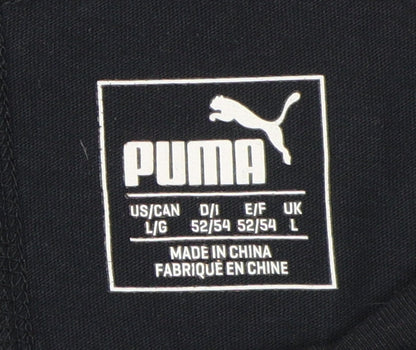 PUMA
US/CAN D/I E/F UK
L/G 52/54 52/54 L
MADE IN CHINA
FABRIQUÉ EN CHINE